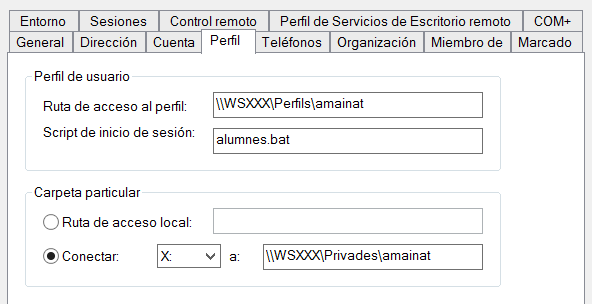 Entorno Sesiones Control remoto Perfil de Servicios de Escritorio remoto COM+
General Dirección Cuenta Perfil Teléfonos Organización Miembro de Marcado
Perfil de usuario
Ruta de acceso al perfil: \\WSXXX\Perfils\amainat
Script de inicio de sesión: alumnes.bat
Carpeta particular
Ruta de acceso local:
Conectar: X: a: \\WSXXX\Privades\amainat